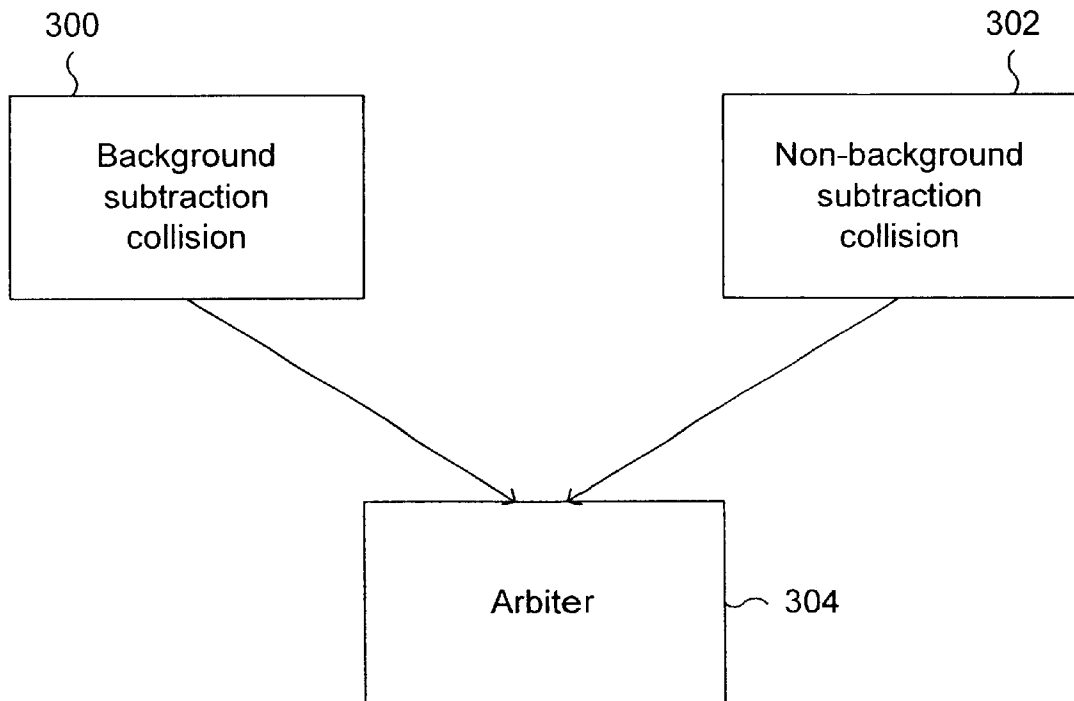 300
302
Background
subtraction
collision
Non-background
subtraction
collision
Arbiter
304